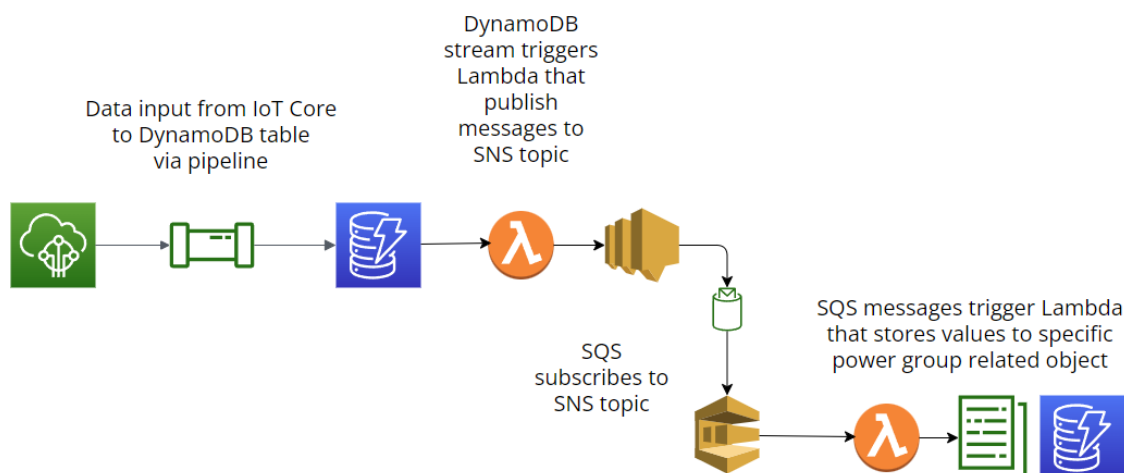 DynamoDB
stream triggers
Lambda that
publish
messages to
SNS topic
Data input from IoT Core
to DynamoDB table
via pipeline
SQS messages trigger Lambda
that stores values to specific
power group related object
SQS
subscribes to
SNS topic